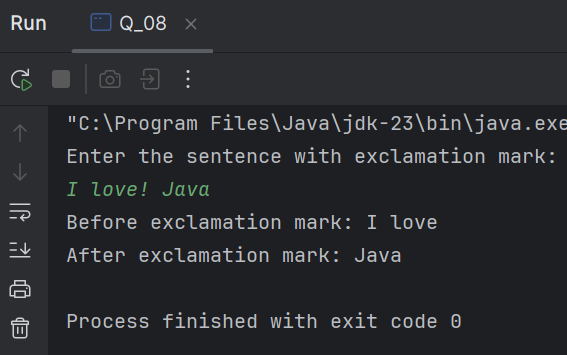 Run Q_08
"C:\Program Files\Java\jdk-23\bin\java.exe
Enter the sentence with exclamation mark:
I love! Java
Before exclamation mark: I love
After exclamation mark: Java
Process finished with exit code 0